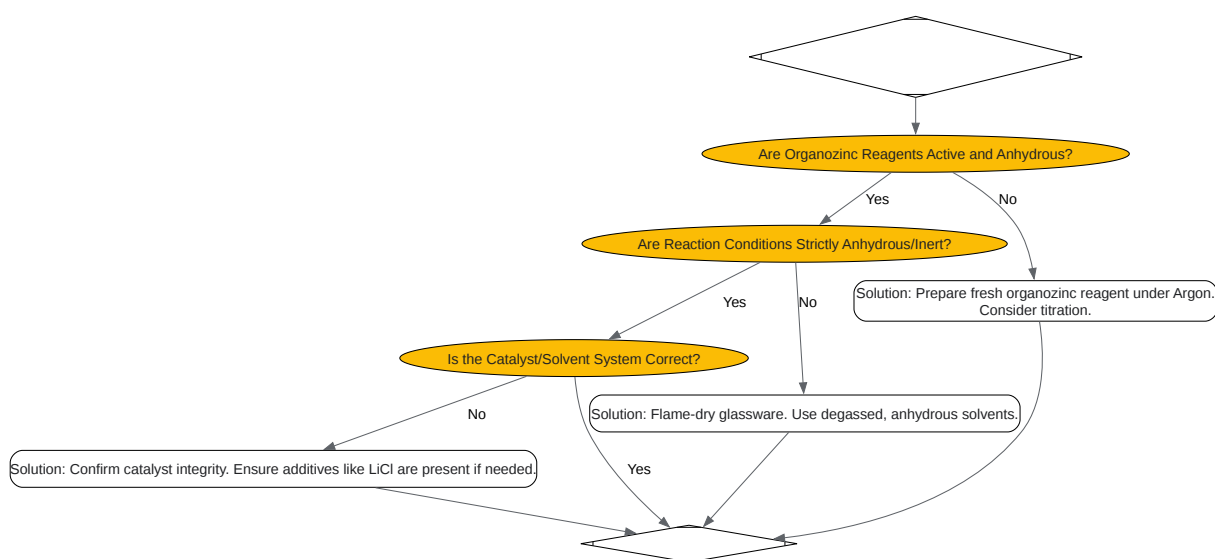 Are Organozinc Reagents Active and Anhydrous?
Yes
No
Are Reaction Conditions Strictly Anhydrous/Inert?
Solution: Prepare fresh organozinc reagent under Argon.
Consider titration.
Yes
No
Is the Catalyst/Solvent System Correct?
No
Solution: Flame-dry glassware. Use degassed, anhydrous solvents.
Solution: Confirm catalyst integrity. Ensure additives like LiCl are present if needed.
Yes